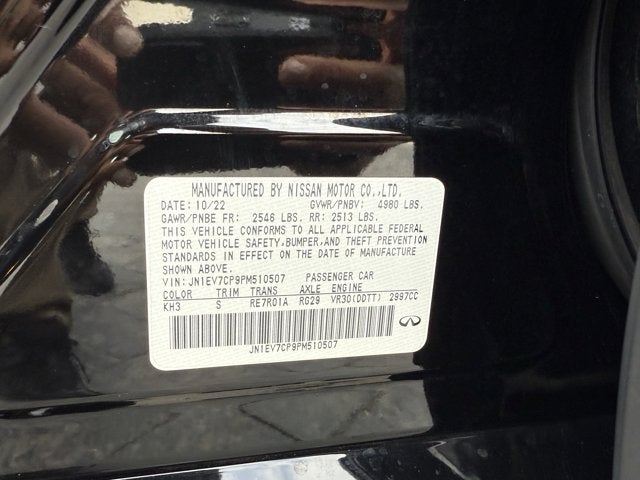 MANUFACTURED BY NISSAN MOTOR CO.,LTD.
DATE: 10/22 GVWR/PNBV: 4980 LBS.
GAWR/PNBE FR: 2546 LBS. RR: 2513 LBS.
THIS VEHICLE CONFORMS TO ALL APPLICABLE FEDERAL
MOTOR VEHICLE SAFETY,BUMPER,AND THEFT PREVENTION
STANDARDS IN EFFECT ON THE DATE OF MANUFACTURE
SHOWN ABOVE.
VIN: JN1EV7CP9PM510507 PASSENGER CAR
COLOR TRIM TRANS AXLE ENGINE
KH3 S RE7R01A RG29 VR30(DDTT) 2997CC
JN1EV7CP9PM510507